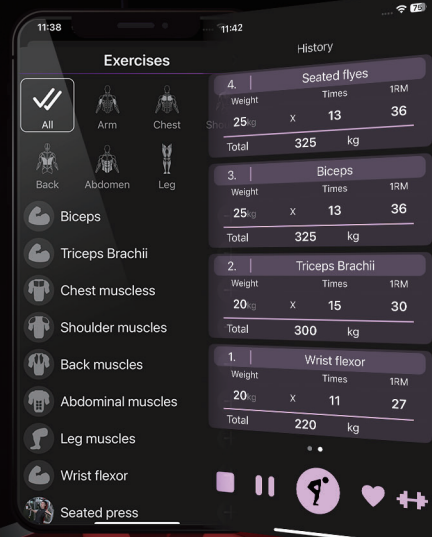 11:38
Exercises
All
Arm
Chest
Sho
Back
Abdomen
Leg
Biceps
Triceps Brachii
Chest muscless
Shoulder muscles
Back muscles
Abdominal muscles
Leg muscles
Wrist flexor
Seated press
11:42
75
History
4. Seated flyes
Weight Times 1RM
25kg x 13 36
Total 325 kg
3. Biceps
Weight Times 1RM
25kg x 13 36
Total 325 kg
2. Triceps Brachii
Weight Times 1RM
20kg x 15 30
Total 300 kg
1. Wrist flexor
Weight Times 1RM
20kg x 11 27
Total 220 kg